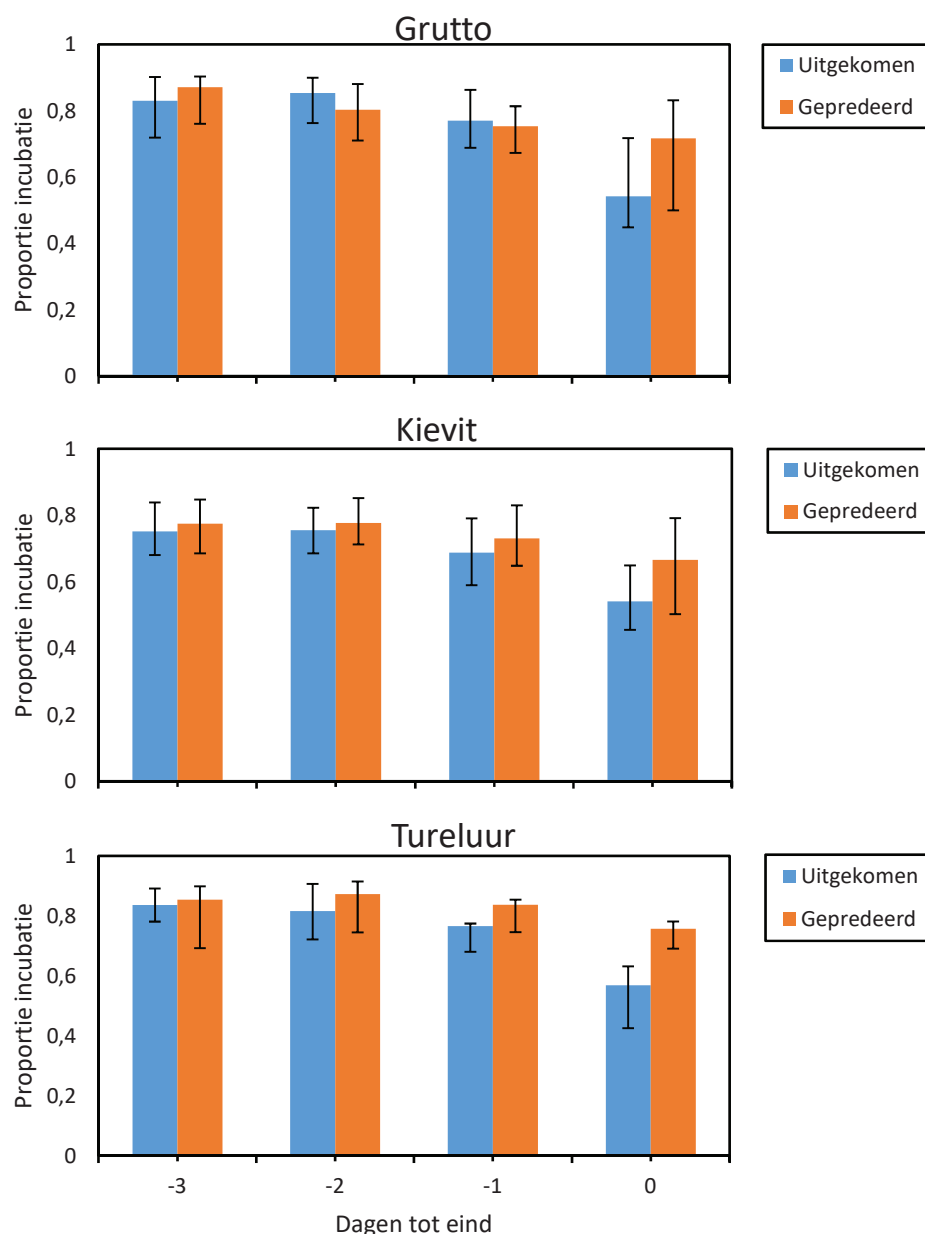 Grutto
Proportie incubatie
1
0,8
0,6
0,4
0,2
0
Uitgekomen
Gepredeerd
Kievit
Proportie incubatie
1
0,8
0,6
0,4
0,2
0
Uitgekomen
Gepredeerd
Tureluur
Proportie incubatie
1
0,8
0,6
0,4
0,2
0
Uitgekomen
Gepredeerd
-3 -2 -1 0
Dagen tot eind